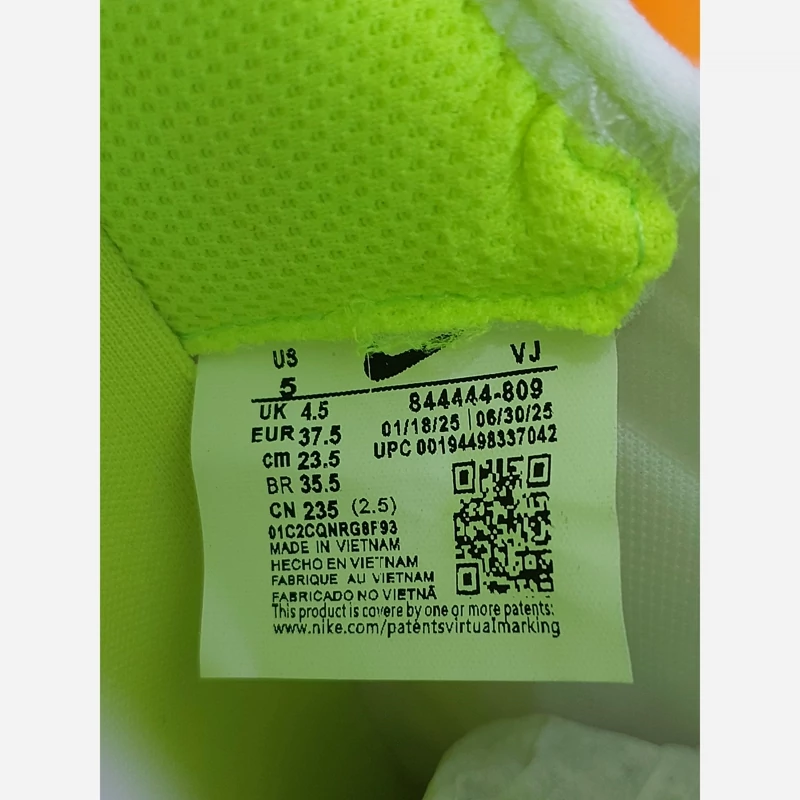 US VJ
5 844444-809
UK 4.5 01/18/25 | 06/30/25
EUR 37.5 UPC 00194498337042
cm 23.5
BR 35.5
CN 235 (2.5)
01C2CQNRG8F93
MADE IN VIETNAM
HECHO EN VIETNAM
FABRIQUE AU VIETNAM
FABRICADO NO VIETNÃ
This product is covere by one or more patents:
www.nike.com/patentsvirtualmarking